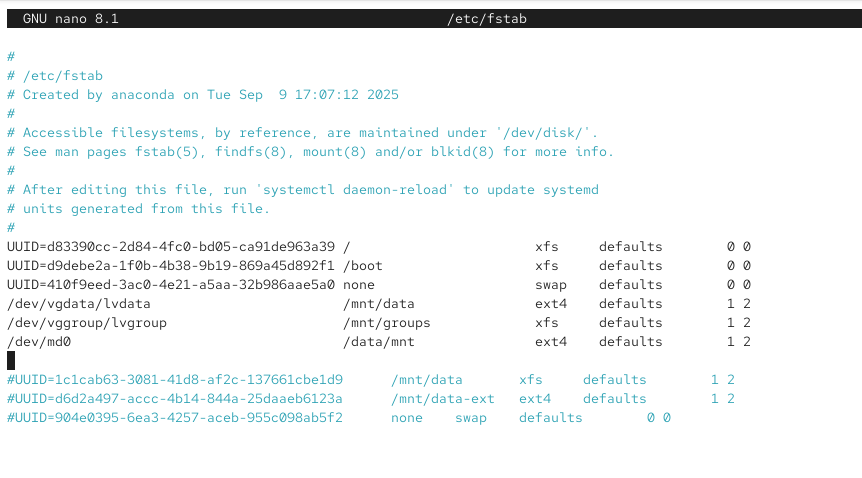 GNU nano 8.1 /etc/fstab
#
# /etc/fstab
# Created by anaconda on Tue Sep  9 17:07:12 2025
#
# Accessible filesystems, by reference, are maintained under '/dev/disk/'.
# See man pages fstab(5), findfs(8), mount(8) and/or blkid(8) for more info.
#
# After editing this file, run 'systemctl daemon-reload' to update systemd
# units generated from this file.
#
UUID=d83390cc-2d84-4fc0-bd05-ca91de963a39 /                       xfs     defaults        0 0
UUID=d9debe2a-1f0b-4b38-9b19-869a45d892f1 /boot                   xfs     defaults        0 0
UUID=410f9eed-3ac0-4e21-a5aa-32b986aae5a0 none                    swap    defaults        0 0
/dev/vgdata/lvdata                        /mnt/data               ext4    defaults        1 2
/dev/vggroup/lvgroup                      /mnt/groups             xfs     defaults        1 2
/dev/md0                                  /data/mnt               ext4    defaults        1 2
#UUID=1c1cab63-3081-41d8-af2c-137661cbe1d9      /mnt/data       xfs     defaults        1 2
#UUID=d6d2a497-accc-4b14-844a-25daaeb6123a      /mnt/data-ext   ext4    defaults        1 2
#UUID=904e0395-6ea3-4257-aceb-955c098ab5f2      none    swap    defaults        0 0